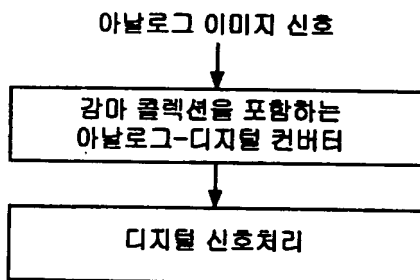 아날로그 이미지 신호
감마 콜렉션을 포함하는
아날로그-디지털 컨버터
디지털 신호처리